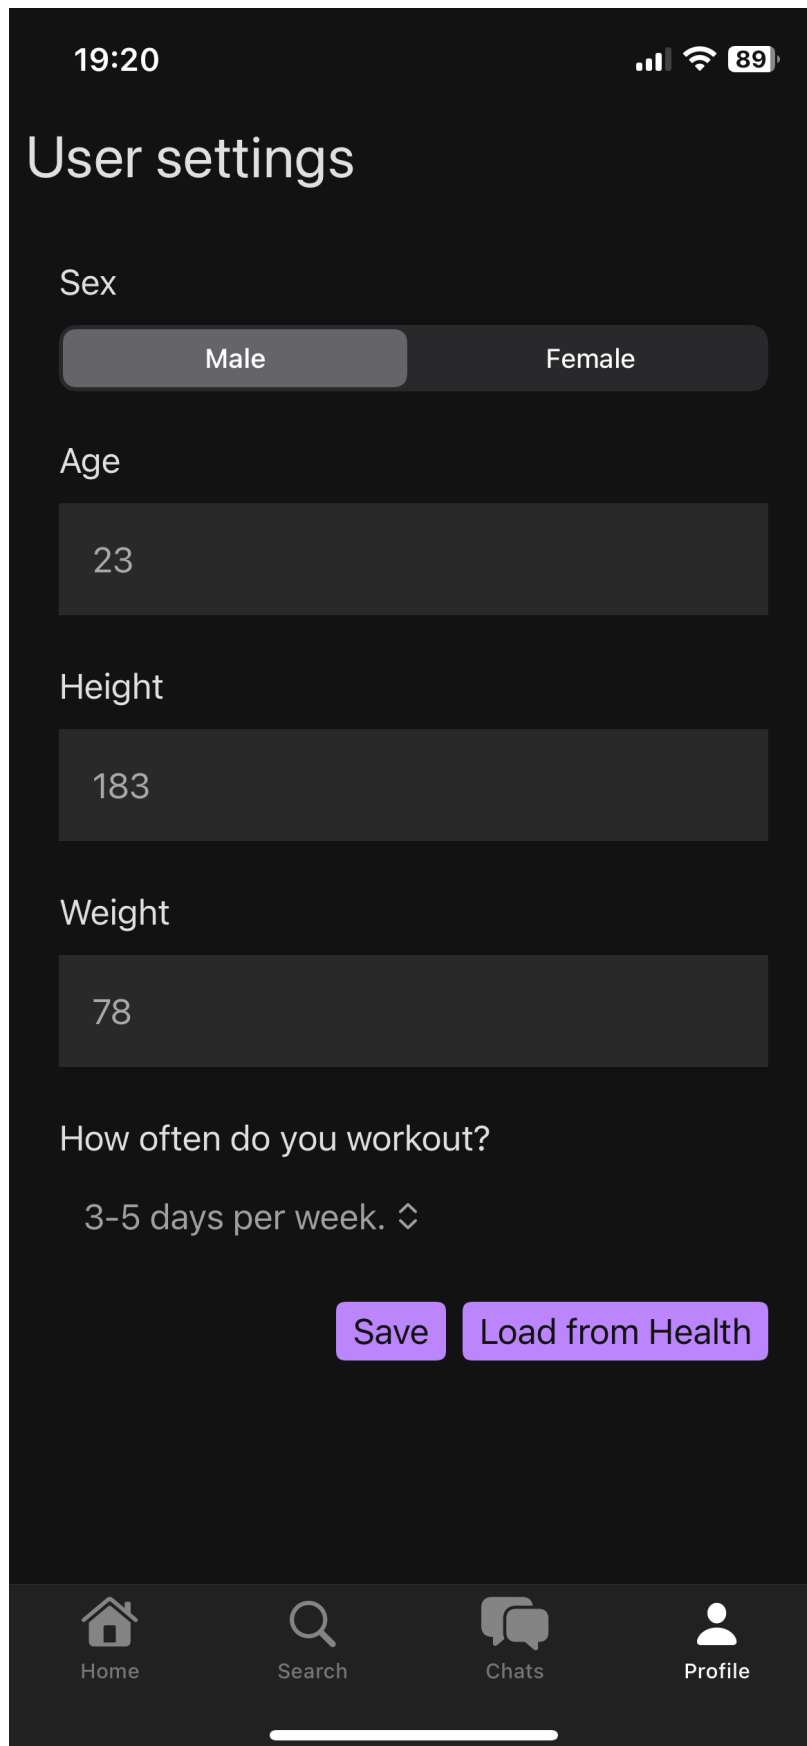 19:20 89
User settings
Sex
Male Female
Age
23
Height
183
Weight
78
How often do you workout?
3-5 days per week.
Save Load from Health
Home Search Chats Profile